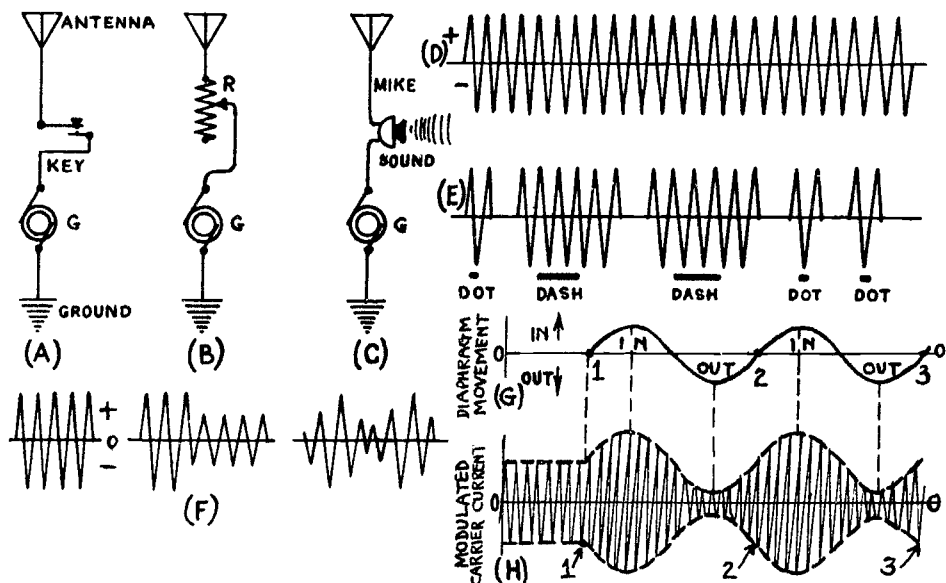 ANTENNA
KEY
G
GROUND
(A)
R
G
(B)
MIKE
SOUND
G
(C)
(D)
+
−
(E)
DOT DASH DASH DOT DOT
+
0
−
(F)
DIAPHRAGM
MOVEMENT
IN
OUT
0
IN OUT IN OUT
1 2 3
0
(G)
MODULATED
CARRIER CURRENT
0
0
1 2 3
(H)